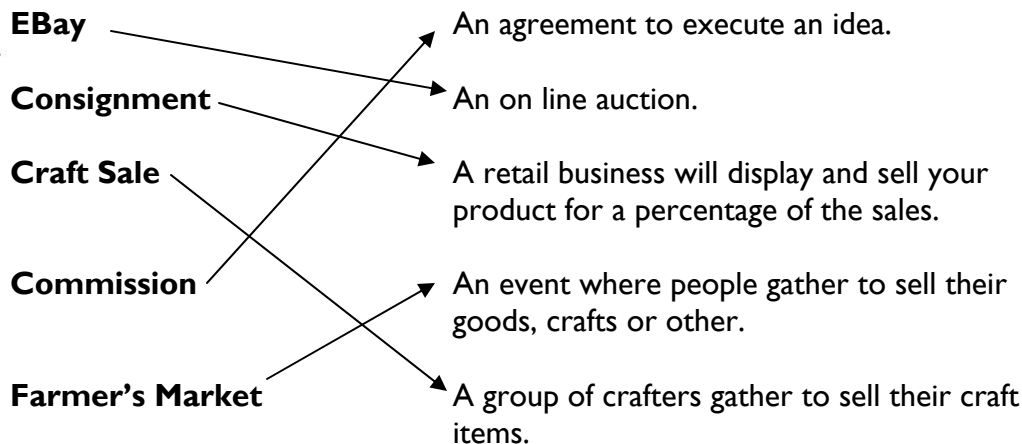 EBay An agreement to execute an idea.
Consignment An on line auction.
Craft Sale A retail business will display and sell your
product for a percentage of the sales.
Commission An event where people gather to sell their
goods, crafts or other.
Farmer's Market A group of crafters gather to sell their craft
items.